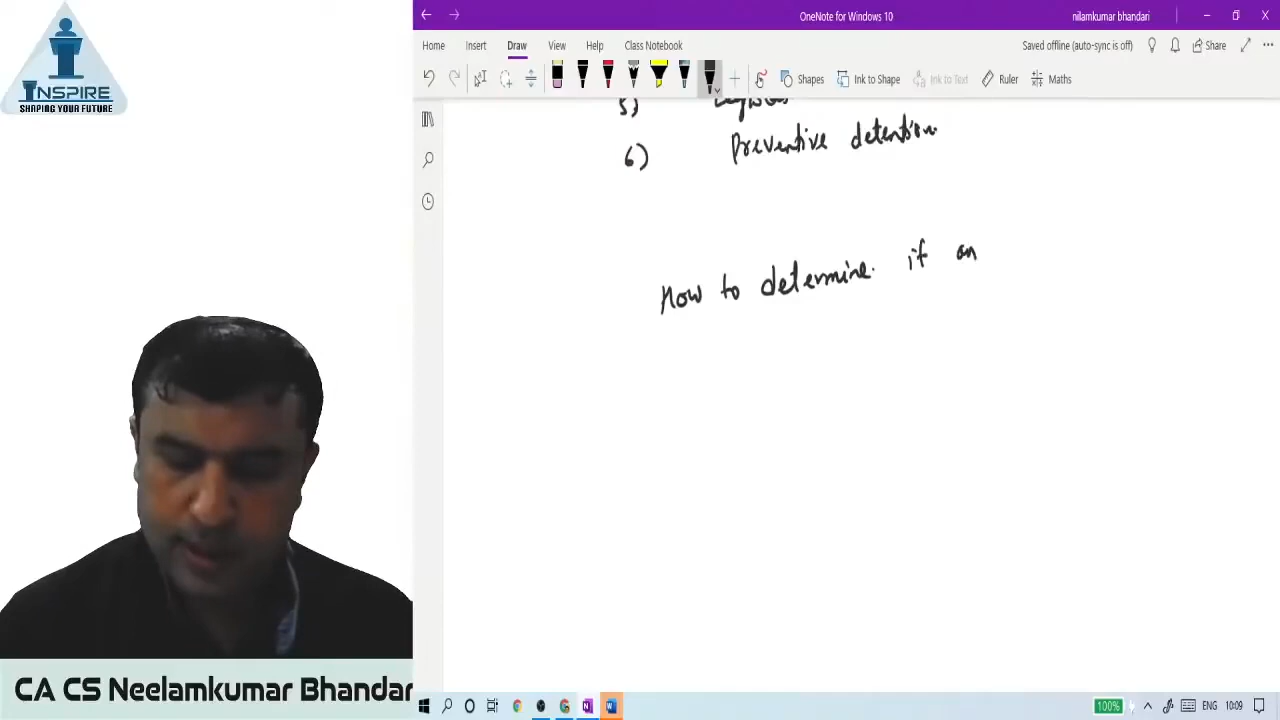 OneNote for Windows 10
nilamkumar bhandari
Home Insert Draw View Help Class Notebook
Saved offline (auto-sync is off)
Share
Shapes
Ink to Shape
Ink to Text
Ruler
Maths
INSPIRE
SHAPING YOUR FUTURE
5)
6) Preventive detention
How to determine. if an
CA CS Neelamkumar Bhandar
100%
ENG
10:09